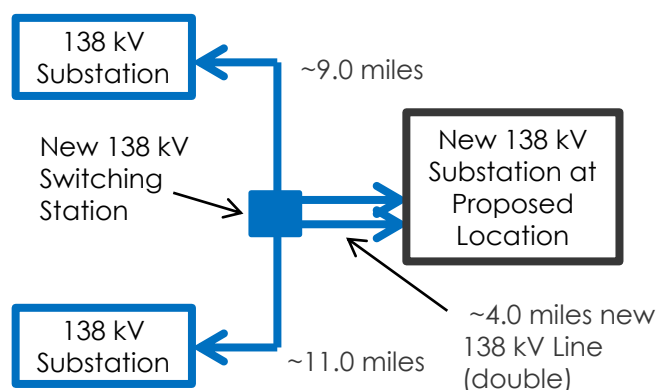 138 kV
Substation
~9.0 miles
New 138 kV
Switching
Station
New 138 kV
Substation at
Proposed
Location
138 kV
Substation
~11.0 miles
~4.0 miles new
138 kV Line
(double)